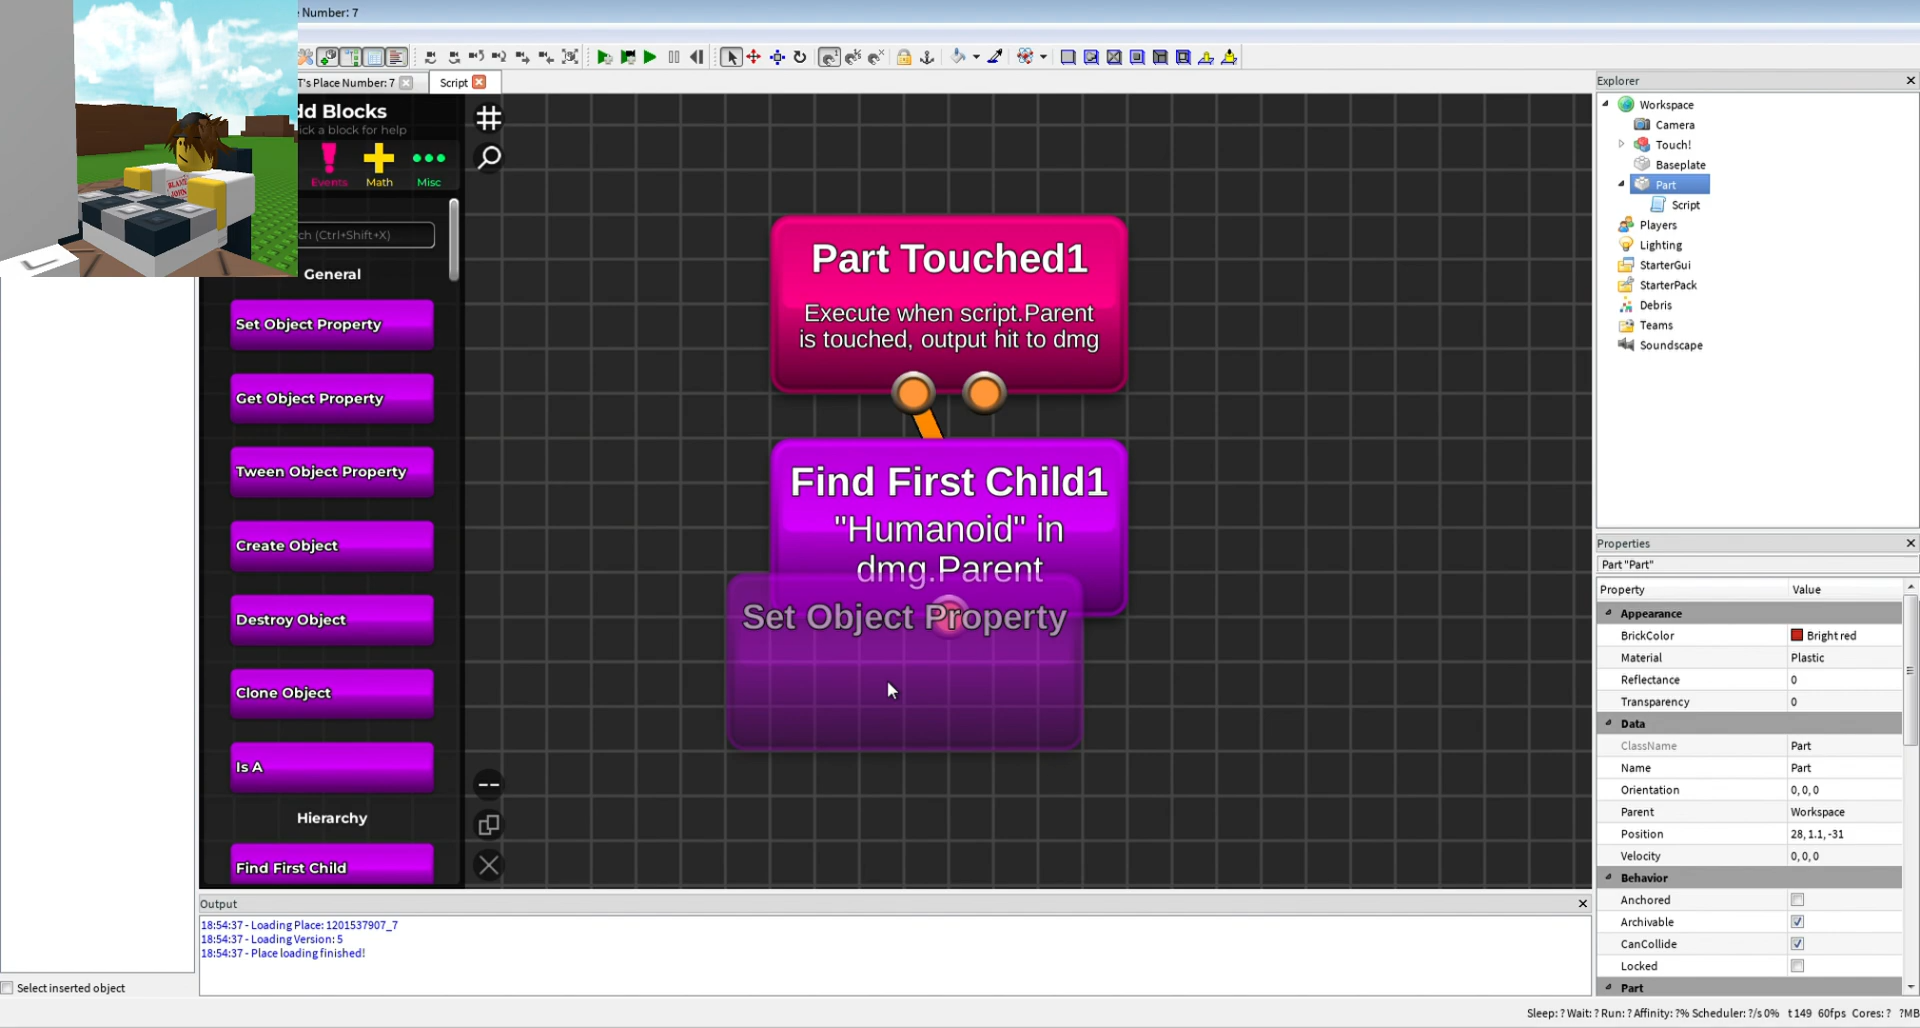 Number: 7
T's Place Number: 7
Script
dd Blocks
ick a block for help
Events
Math
Misc
ch (Ctrl+Shift+X)
General
Set Object Property
Get Object Property
Tween Object Property
Create Object
Destroy Object
Clone Object
Is A
Hierarchy
Find First Child
Part Touched1
Execute when script.Parent
is touched, output hit to dmg
Find First Child1
"Humanoid" in
dmg.Parent
Set Object Property
Output
18:54:37 - Loading Place: 1201537907_7
18:54:37 - Loading Version: 5
18:54:37 - Place loading finished!
Select inserted object
Explorer
Workspace
Camera
Touch!
Baseplate
Part
Script
Players
Lighting
StarterGui
StarterPack
Debris
Teams
Soundscape
Properties
Part "Part"
Property Value
Appearance
BrickColor Bright red
Material Plastic
Reflectance 0
Transparency 0
Data
ClassName Part
Name Part
Orientation 0, 0, 0
Parent Workspace
Position 28, 1.1, -31
Velocity 0, 0, 0
Behavior
Anchored
Archivable
CanCollide
Locked
Part
Sleep: ? Wait: ? Run: ? Affinity: ?% Scheduler: ?/s 0% t 149 60fps Cores: ? ?MB